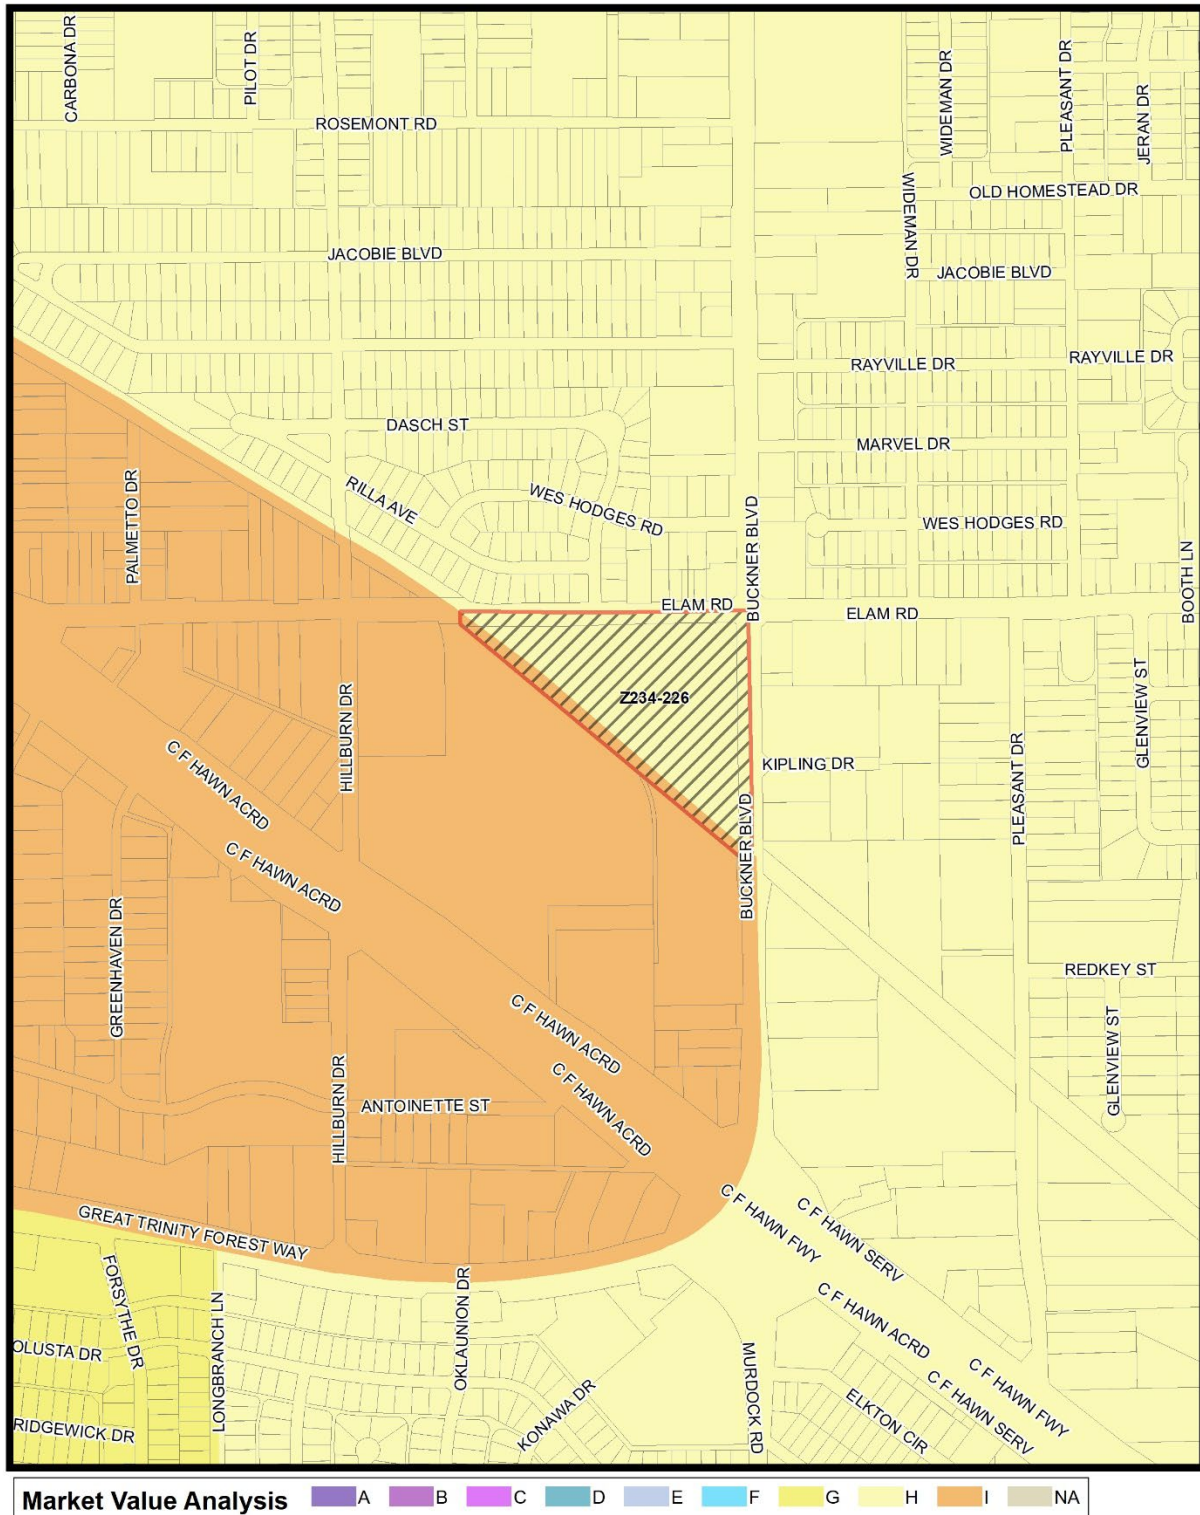 CARBONA DR
PILOT DR
WIDEMAN DR
PLEASANT DR
JERAN DR
ROSEMONT RD
OLD HOMESTEAD DR
WIDEMAN DR
JACOBIE BLVD
JACOBIE BLVD
RAYVILLE DR
RAYVILLE DR
DASCH ST
MARVEL DR
PALMETTO DR
RILLA AVE
WES HODGES RD
BUCKNER BLVD
WES HODGES RD
BOOTH LN
ELAM RD
ELAM RD
Z234-226
HILLBURN DR
GLENVIEW ST
C F HAWN ACRD
KIPLING DR
PLEASANT DR
C F HAWN ACRD
BUCKNER BLVD
GREENHAVEN DR
REDKEY ST
C F HAWN ACRD
GLENVIEW ST
C F HAWN ACRD
HILLBURN DR
ANTOINETTE ST
GREAT TRINITY FOREST WAY
C F HAWN FWY
C F HAWN SERV
FORSYTHE DR
LONGBRANCH LN
OKLAUNION DR
C F HAWN ACRD
OLUSTA DR
MURDOCK RD
C F HAWN FWY
C F HAWN SERV
RIDGEWICK DR
KONAWA DR
ELKTON CIR
Market Value Analysis A B C D E F G H I NA